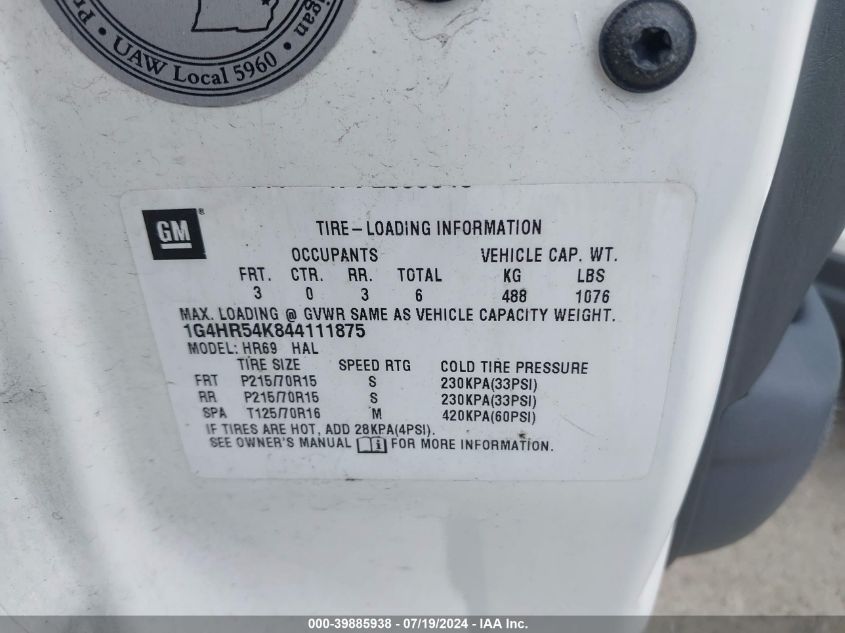 UAW Local 5960
GM ®
TIRE-LOADING INFORMATION
OCCUPANTS VEHICLE CAP. WT.
FRT. CTR. RR. TOTAL KG LBS
3 0 3 6 488 1076
MAX. LOADING @ GVWR SAME AS VEHICLE CAPACITY WEIGHT.
1G4HR54K844111875
MODEL: HR69 HAL
TIRE SIZE SPEED RTG COLD TIRE PRESSURE
FRT P215/70R15 S 230KPA(33PSI)
RR P215/70R15 S 230KPA(33PSI)
SPA T125/70R16 M 420KPA(60PSI)
IF TIRES ARE HOT, ADD 28KPA(4PSI).
SEE OWNER'S MANUAL FOR MORE INFORMATION.
000-39885938 - 07/19/2024 - IAA Inc.